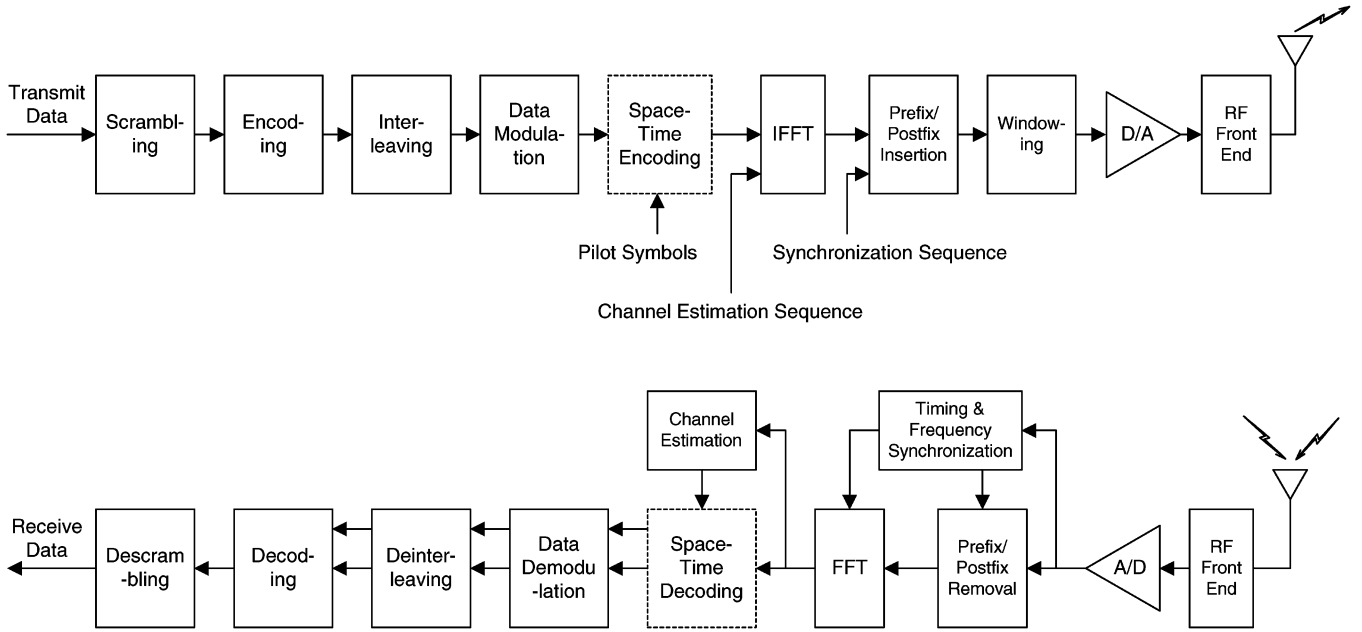 Transmit
Data
Scrambl-
ing
Encod-
ing
Inter-
leaving
Data
Modula-
tion
Space-
Time
Encoding
IFFT
Prefix/
Postfix
Insertion
Window-
ing
D/A
RF
Front
End
Pilot Symbols
Synchronization Sequence
Channel Estimation Sequence
Channel
Estimation
Timing &
Frequency
Synchronization
Receive
Data
Descram
-bling
Decod-
ing
Deinter-
leaving
Data
Demodu
-lation
Space-
Time
Decoding
FFT
Prefix/
Postfix
Removal
A/D
RF
Front
End